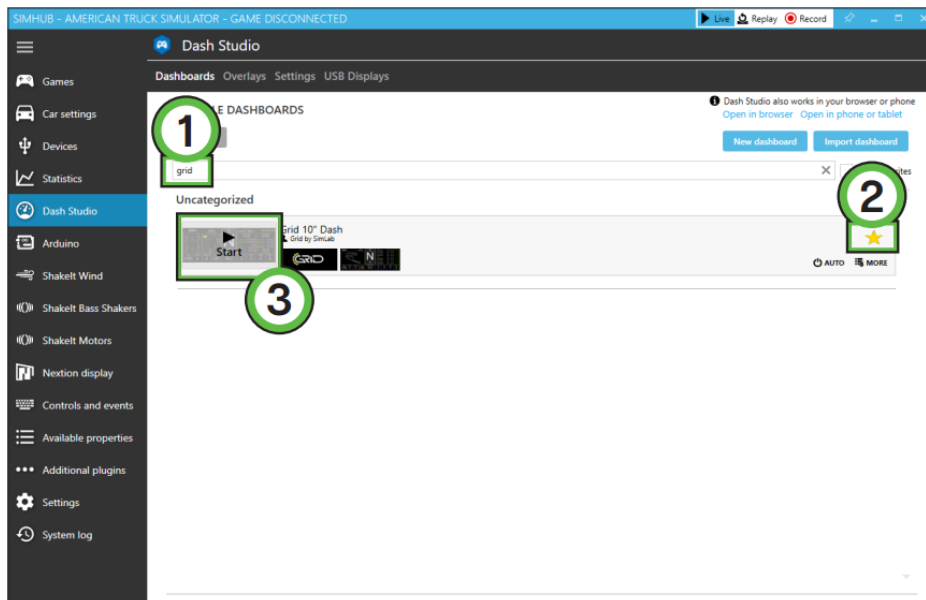 SIMHUB - AMERICAN TRUCK SIMULATOR - GAME DISCONNECTED
Live Replay Record
Dash Studio
Games
Car settings
Devices
Statistics
Dash Studio
Arduino
ShakeIt Wind
ShakeIt Bass Shakers
ShakeIt Motors
Nextion display
Controls and events
Available properties
Additional plugins
Settings
System log
Dashboards Overlays Settings USB Displays
DASHBOARDS
Dash Studio also works in your browser or phone
Open in browser Open in phone or tablet
New dashboard Import dashboard
1
grid
2
Uncategorized
Start
Grid 10" Dash
Grid by SimLab
GRID
N
AUTO MORE
3